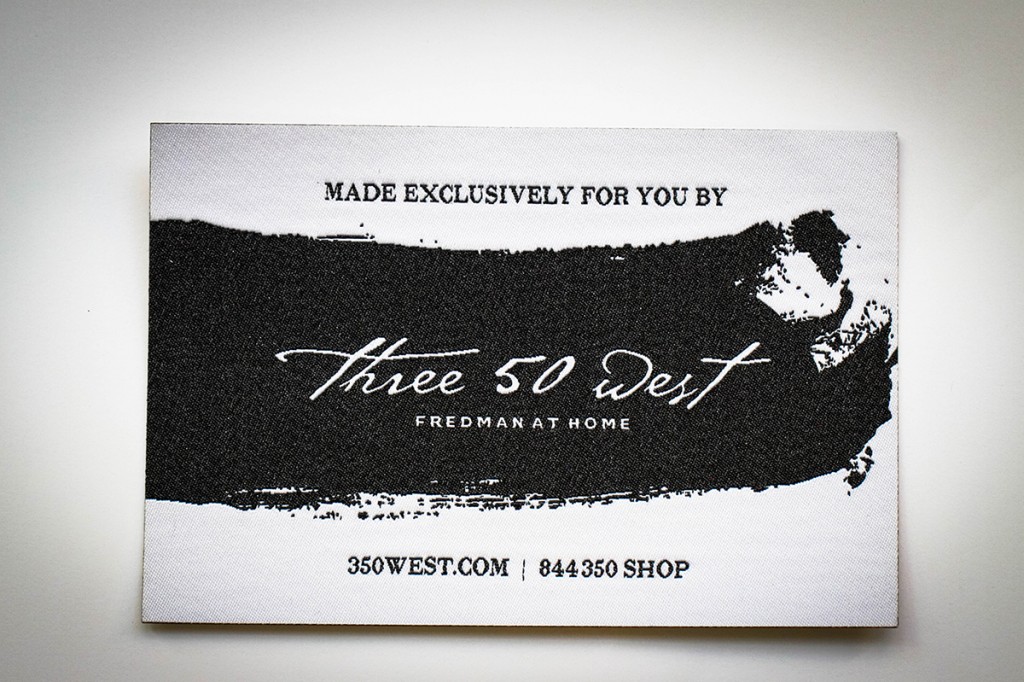 MADE EXCLUSIVELY FOR YOU BY
three 50 west
FREDMAN AT HOME
350WEST.COM | 844 350 SHOP